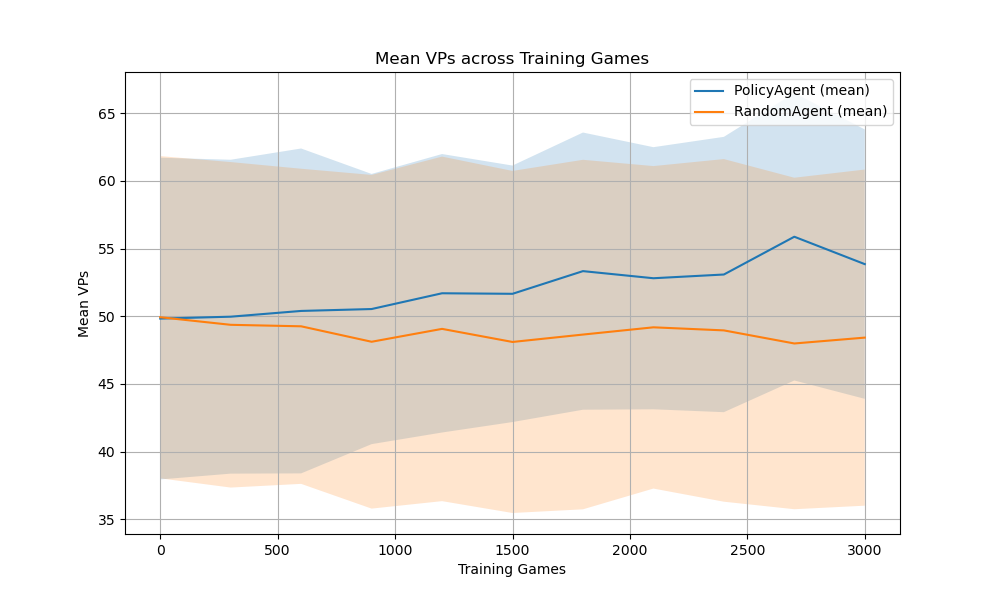 Mean VPs across Training Games
PolicyAgent (mean)
RandomAgent (mean)
65
60
55
50
45
40
35
Mean VPs
0 500 1000 1500 2000 2500 3000
Training Games